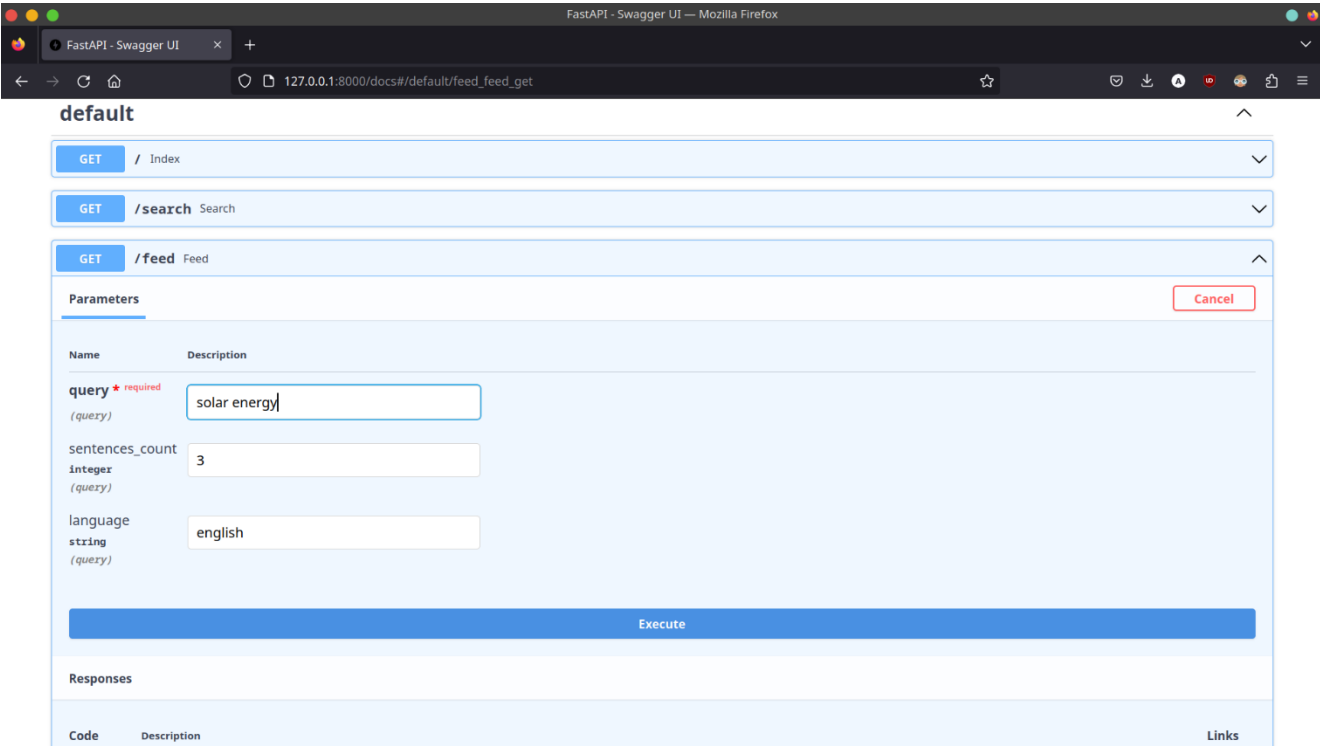 FastAPI - Swagger UI — Mozilla Firefox
FastAPI - Swagger UI
127.0.0.1:8000/docs#/default/feed_feed_get
default
GET / Index
GET /search Search
GET /feed Feed
Parameters
Cancel
Name Description
query * required
(query)
solar energy
sentences_count
integer
(query)
3
language
string
(query)
english
Execute
Responses
Code Description Links